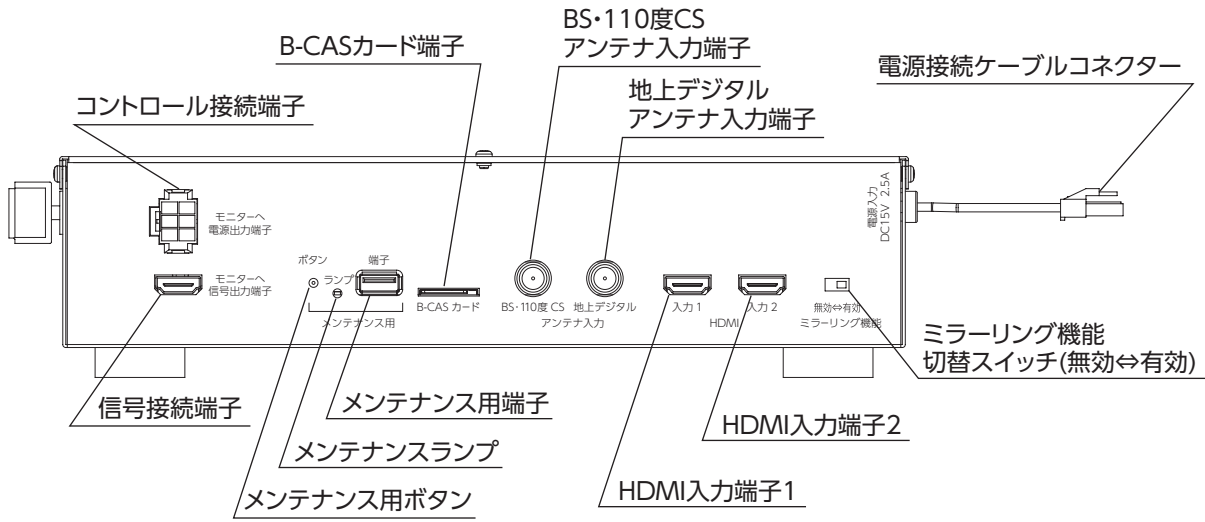 BS・110度CS
アンテナ入力端子
B-CASカード端子
電源接続ケーブルコネクター
地上デジタル
アンテナ入力端子
コントロール接続端子
電源入力
DC15V 2.5A
モニターへ
電源出力端子
モニターへ
信号出力端子
ボタン
ランプ
端子
メンテナンス用
B-CAS カード
BS・110度 CS
地上デジタル
アンテナ入力
入力 1
入力 2
HDMI
無効⇔有効
ミラーリング機能
ミラーリング機能
切替スイッチ(無効⇔有効)
信号接続端子
メンテナンス用端子
HDMI入力端子2
メンテナンスランプ
HDMI入力端子1
メンテナンス用ボタン